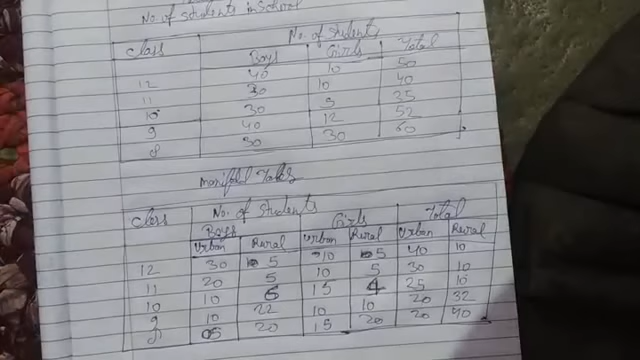 No. of students in School
Class No. of students
Boys Girls Total
12 40 10 50
11 30 10 40
10 30 5 35
9 40 12 52
8 30 30 60
Manifold Table
Class No. of students
Boys Girls Total
Urban Rural Urban Rural Urban Rural
12 30 5 10 5 40 10
11 20 5 10 5 30 10
10 10 6 15 4 25 10
9 10 22 10 10 20 32
8 05 20 15 20 20 40